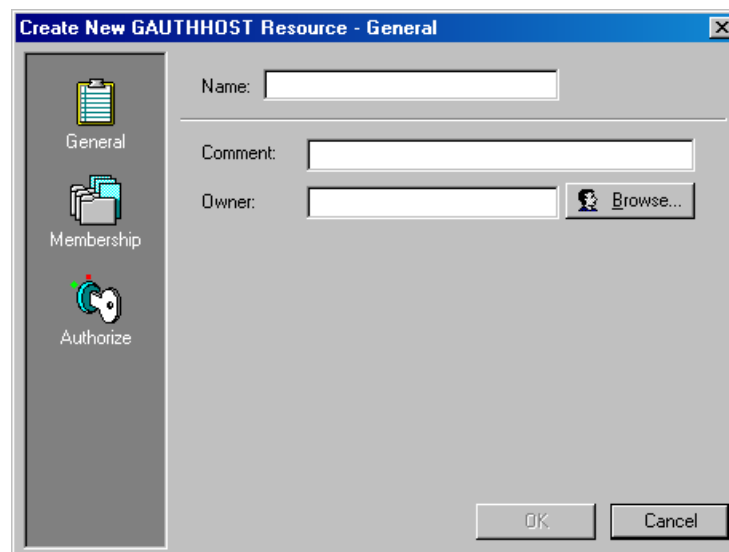 Create New GAUTHHOST Resource - General
General
Membership
Authorize
Name:
Comment:
Owner:
Browse...
OK
Cancel